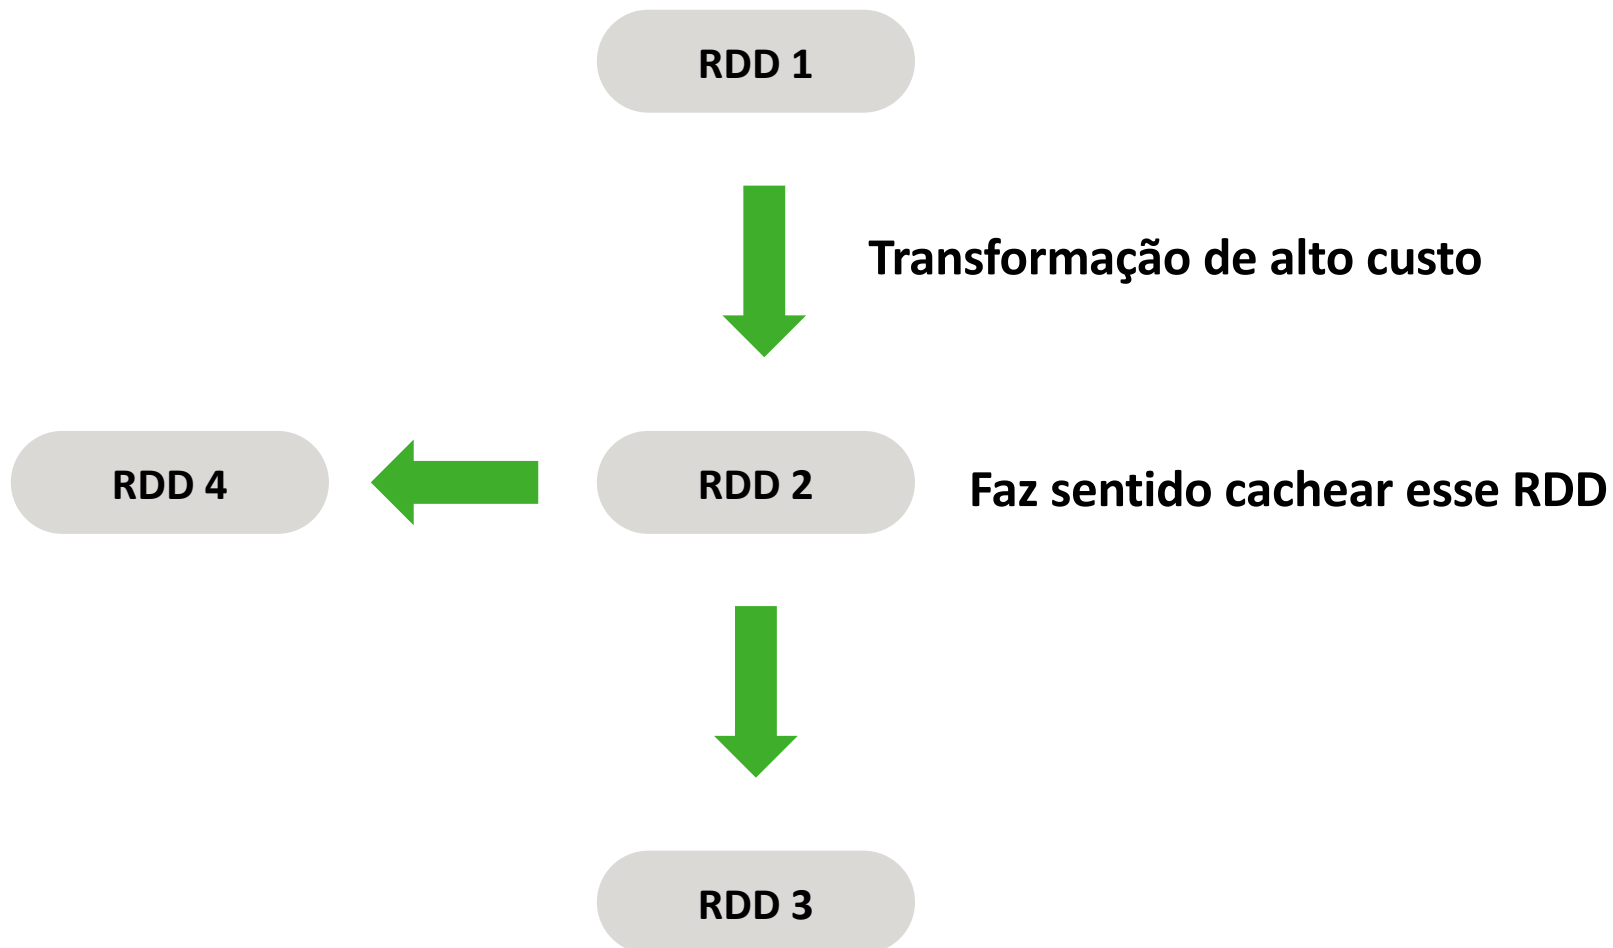 RDD 1
Transformação de alto custo
RDD 4
RDD 2
Faz sentido cachear esse RDD
RDD 3